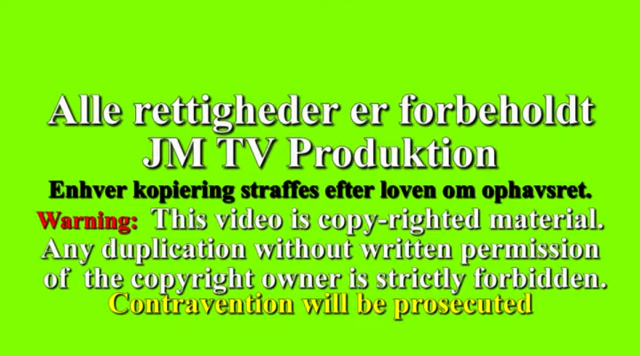 Alle rettigheder er forbeholdt
JM TV Produktion
Enhver kopiering straffes efter loven om ophavsret.
Warning: This video is copy-righted material.
Any duplication without written permission
of the copyright owner is strictly forbidden.
Contravention will be prosecuted